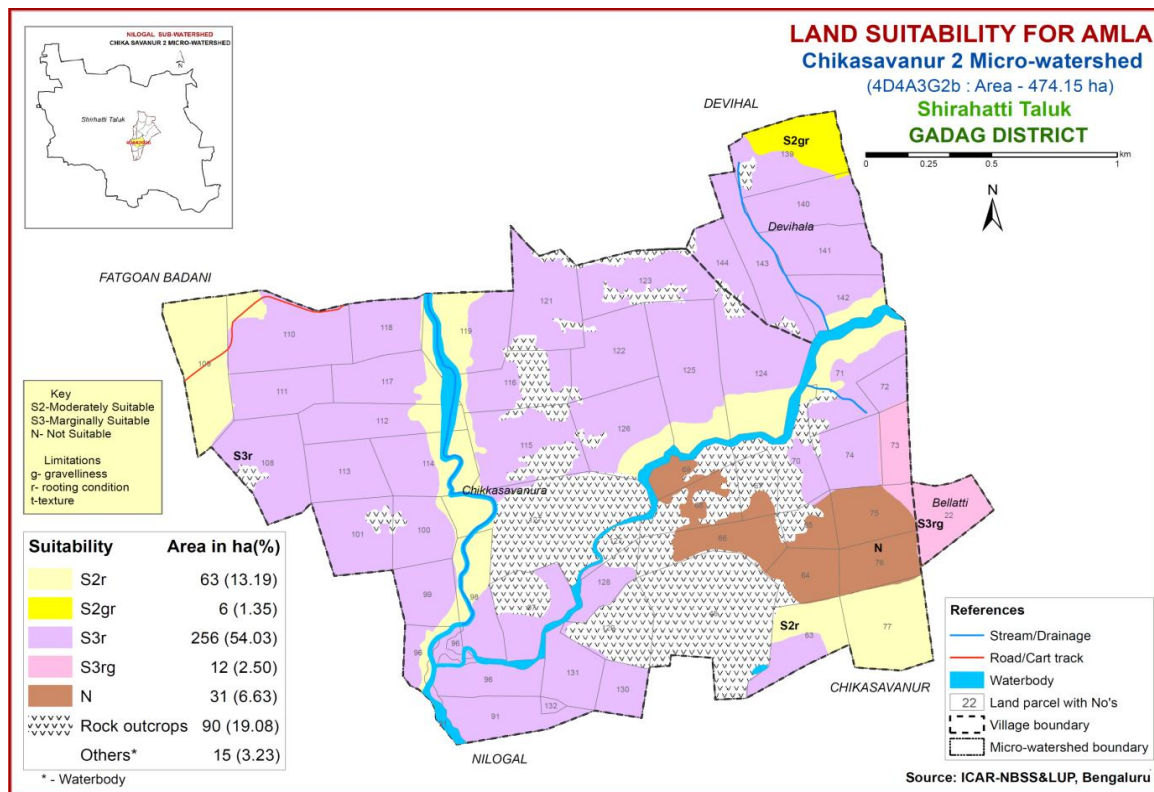 NILOGAL SUB-WATERSHED
CHIKA SAVANUR 2 MICRO-WATERSHED
N
Shirhatti Taluk
LAND SUITABILITY FOR AMLA
Chikasavanur 2 Micro-watershed
(4D4A3G2b : Area - 474.15 ha)
Shirahatti Taluk
GADAG DISTRICT
0 0.25 0.5 1 km
N
DEVIHAL
S2gr
139
140
Devihala
141
144
143
142
FATGOAN BADANI
123
121
119
118
110
109
122
116
117
111
125
124
71
72
112
126
115
114
113
108
S3r
73
74
70
Chikkasavanura
Bellatti
22
S3rg
75
N
76
66
64
101
100
99
98
128
96
96
S2r
63
77
98
131
130
132
91
CHIKASAVANUR
NILOGAL
Key
S2-Moderately Suitable
S3-Marginally Suitable
N- Not Suitable
Limitations
g- gravelliness
r- rooting condition
t-texture
Suitability Area in ha(%)
S2r 63 (13.19)
S2gr 6 (1.35)
S3r 256 (54.03)
S3rg 12 (2.50)
N 31 (6.63)
Rock outcrops 90 (19.08)
Others* 15 (3.23)
* - Waterbody
References
Stream/Drainage
Road/Cart track
Waterbody
22 Land parcel with No's
Village boundary
Micro-watershed boundary
Source: ICAR-NBSS&LUP, Bengaluru